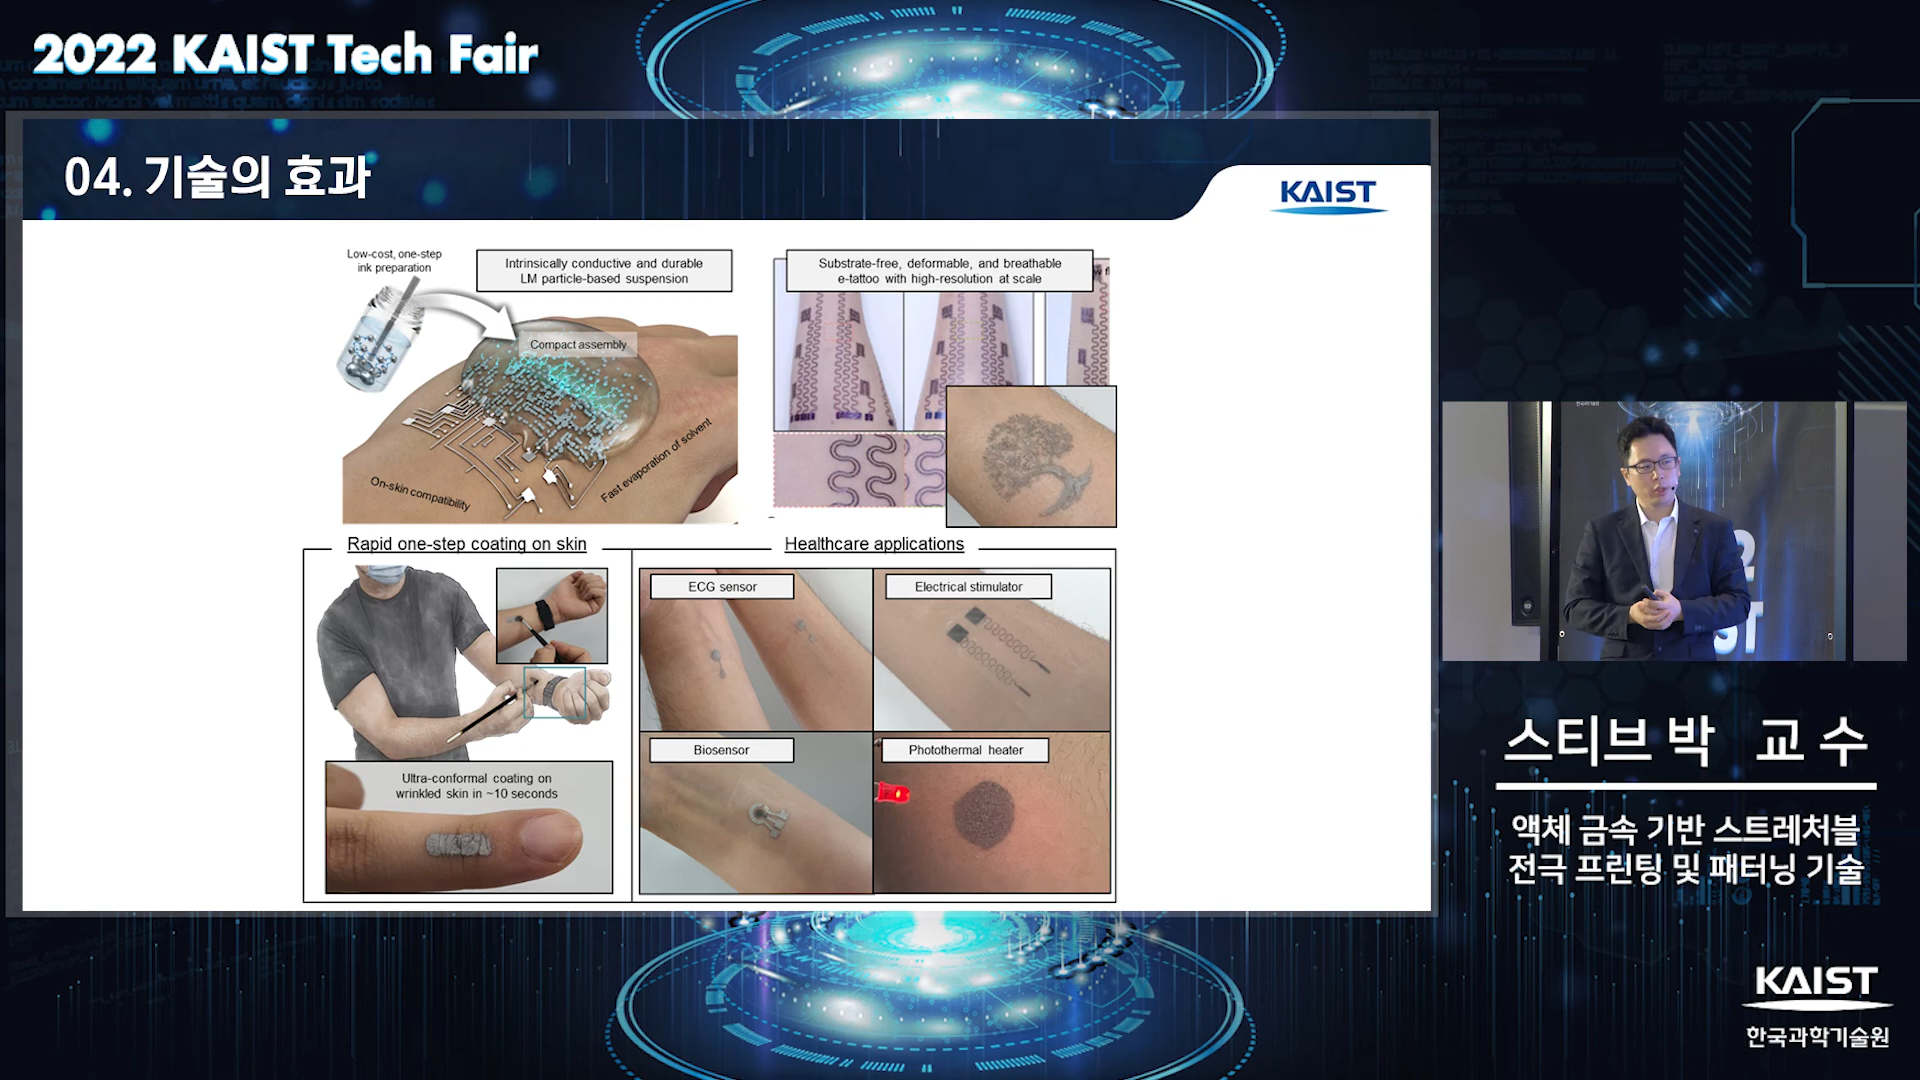 2022 KAIST Tech Fair
04. 기술의 효과
KAIST
Low-cost, one-step
ink preparation
Intrinsically conductive and durable
LM particle-based suspension
Compact assembly
On-skin compatibility
Fast evaporation of solvent
Substrate-free, deformable, and breathable
e-tattoo with high-resolution at scale
Rapid one-step coating on skin
Ultra-conformal coating on
wrinkled skin in ~10 seconds
Healthcare applications
ECG sensor
Electrical stimulator
Biosensor
Photothermal heater
스티브 박 교 수
액체 금속 기반 스트레처블
전극 프린팅 및 패터닝 기술
KAIST
한국과학기술원